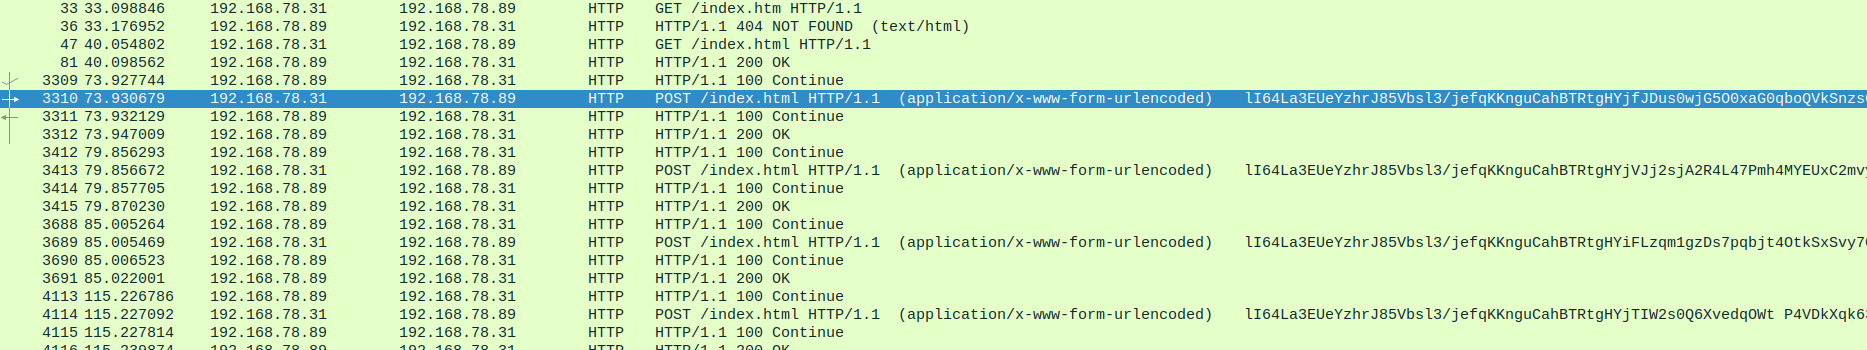 33 33.098846 192.168.78.31 192.168.78.89 HTTP GET /index.htm HTTP/1.1
36 33.176952 192.168.78.89 192.168.78.31 HTTP HTTP/1.1 404 NOT FOUND (text/html)
47 40.054802 192.168.78.31 192.168.78.89 HTTP GET /index.html HTTP/1.1
81 40.098562 192.168.78.89 192.168.78.31 HTTP HTTP/1.1 200 OK
3309 73.927744 192.168.78.89 192.168.78.31 HTTP HTTP/1.1 100 Continue
3310 73.930679 192.168.78.31 192.168.78.89 HTTP POST /index.html HTTP/1.1 (application/x-www-form-urlencoded) lI64La3EUeYzhrJ85Vbsl3/jefqKKnguCahBTRtgHYjfJDus0wjG5O0xaG0qboQVkSnzs
3311 73.932129 192.168.78.89 192.168.78.31 HTTP HTTP/1.1 100 Continue
3312 73.947009 192.168.78.89 192.168.78.31 HTTP HTTP/1.1 200 OK
3412 79.856293 192.168.78.89 192.168.78.31 HTTP HTTP/1.1 100 Continue
3413 79.856672 192.168.78.31 192.168.78.89 HTTP POST /index.html HTTP/1.1 (application/x-www-form-urlencoded) lI64La3EUeYzhrJ85Vbsl3/jefqKKnguCahBTRtgHYjVJj2sjA2R4L47Pmh4MYEUxC2mv
3414 79.857705 192.168.78.89 192.168.78.31 HTTP HTTP/1.1 100 Continue
3415 79.870230 192.168.78.89 192.168.78.31 HTTP HTTP/1.1 200 OK
3688 85.005264 192.168.78.89 192.168.78.31 HTTP HTTP/1.1 100 Continue
3689 85.005469 192.168.78.31 192.168.78.89 HTTP POST /index.html HTTP/1.1 (application/x-www-form-urlencoded) lI64La3EUeYzhrJ85Vbsl3/jefqKKnguCahBTRtgHYiFLzqm1gzDs7pqbjt4OtkSxSvy7
3690 85.006523 192.168.78.89 192.168.78.31 HTTP HTTP/1.1 100 Continue
3691 85.022001 192.168.78.89 192.168.78.31 HTTP HTTP/1.1 200 OK
4113 115.226786 192.168.78.89 192.168.78.31 HTTP HTTP/1.1 100 Continue
4114 115.227092 192.168.78.31 192.168.78.89 HTTP POST /index.html HTTP/1.1 (application/x-www-form-urlencoded) lI64La3EUeYzhrJ85Vbsl3/jefqKKnguCahBTRtgHYjTIW2s0Q6XvedqOWt P4VDkXqk6
4115 115.227814 192.168.78.89 192.168.78.31 HTTP HTTP/1.1 100 Continue
4116 115.239874 192.168.78.89 192.168.78.31 HTTP HTTP/1.1 200 OK